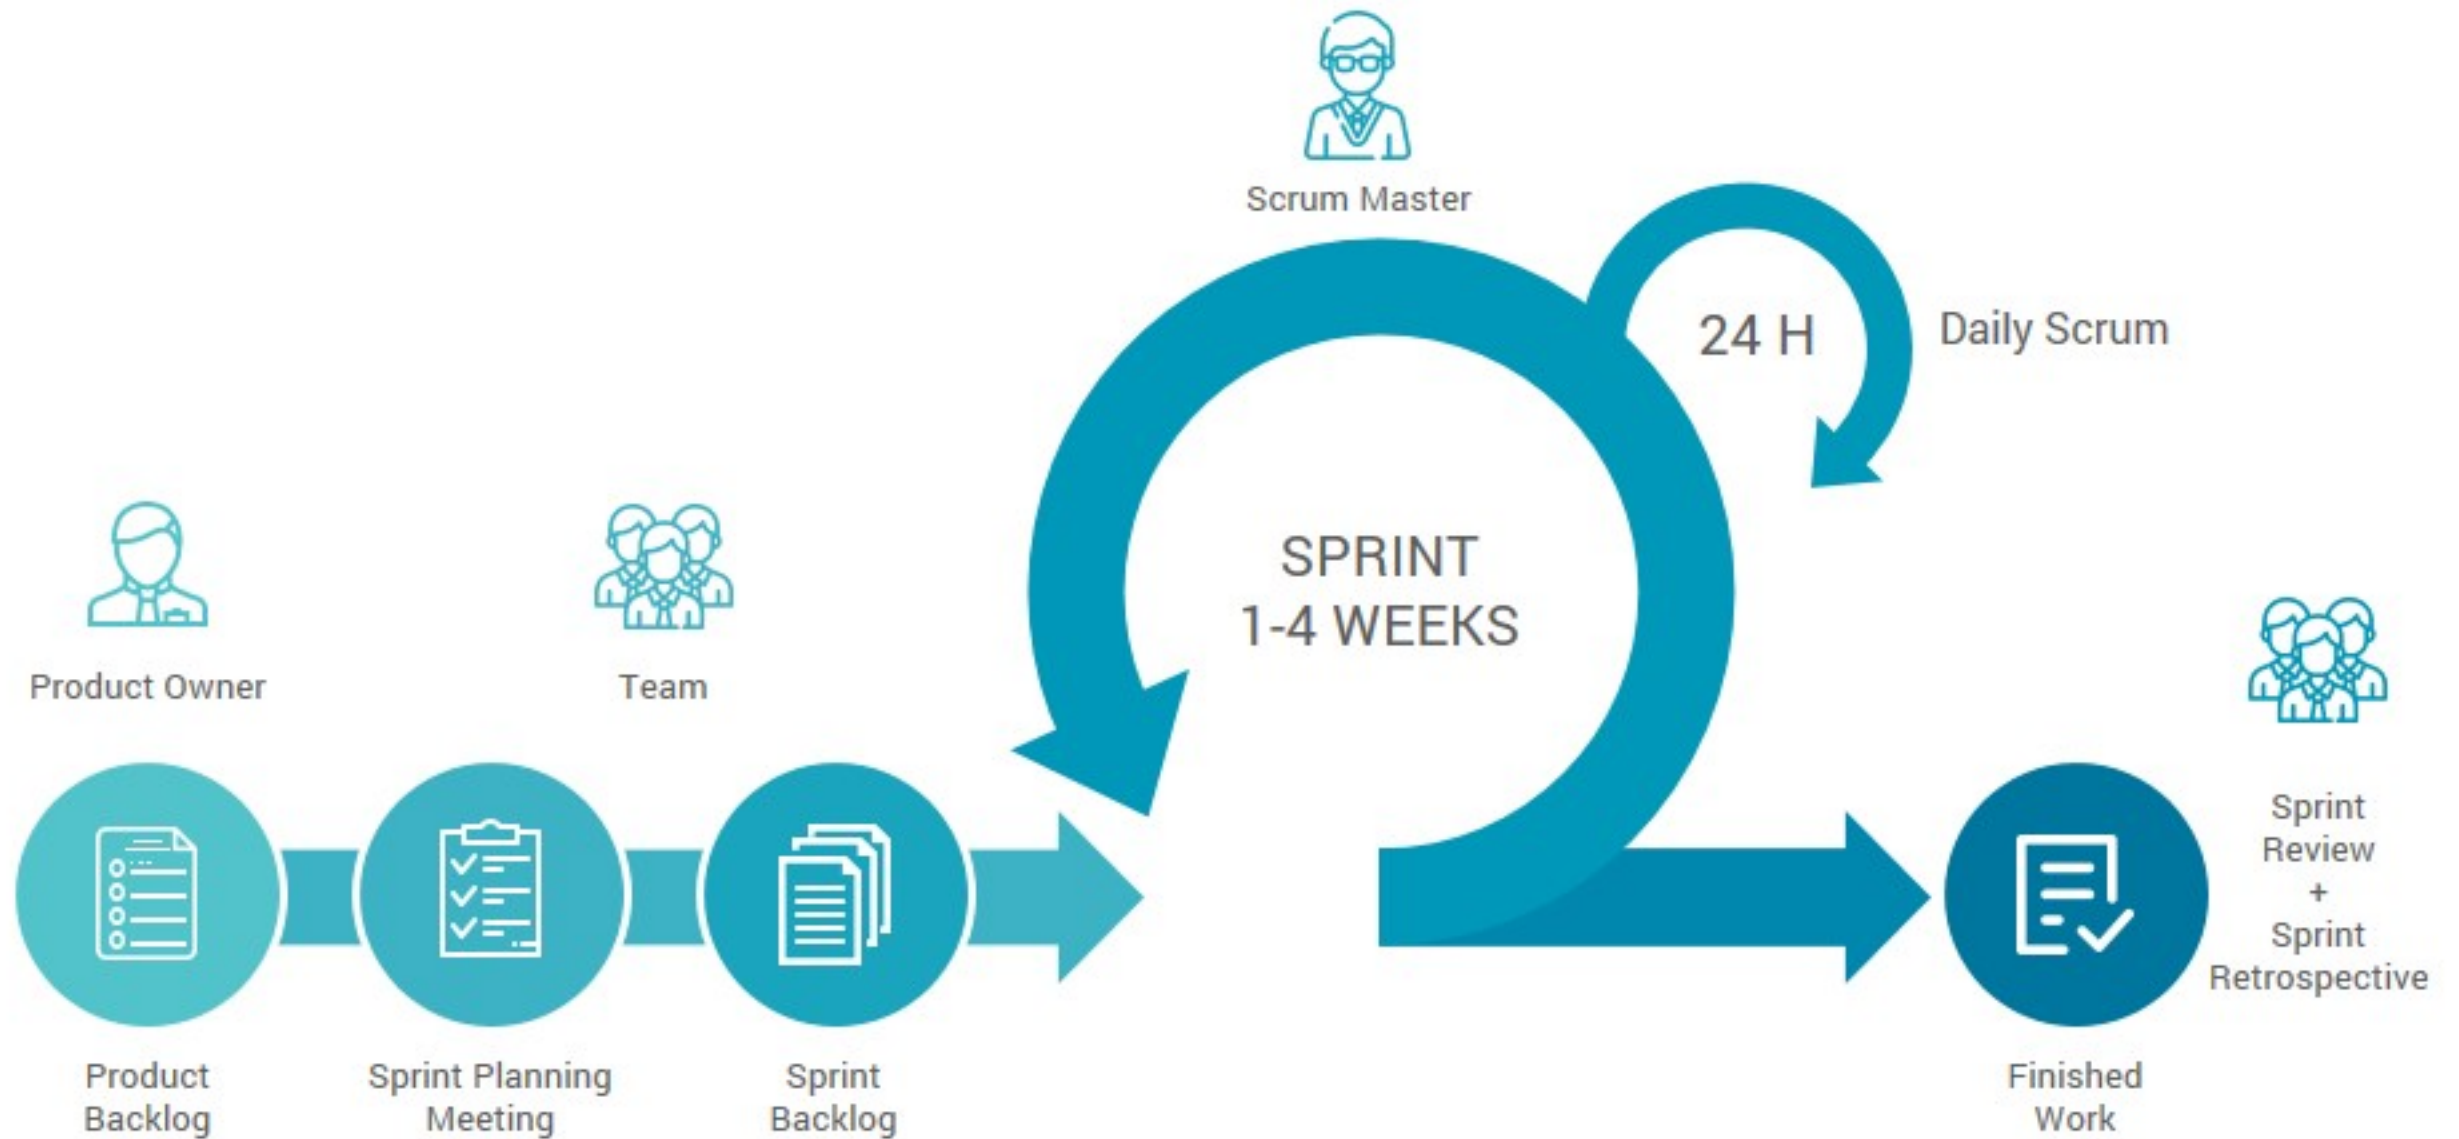 Scrum Master
24 H
Daily Scrum
SPRINT
1-4 WEEKS
Product Owner
Team
Sprint
Review
+
Sprint
Retrospective
Product
Backlog
Sprint Planning
Meeting
Sprint
Backlog
Finished
Work